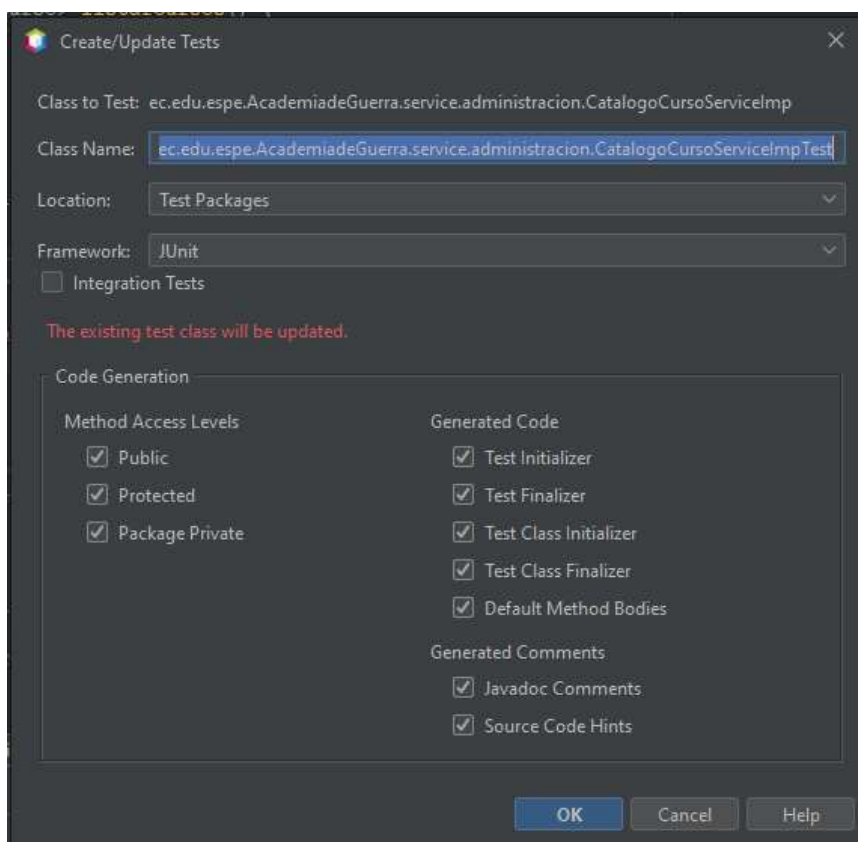 Create/Update Tests
Class to Test: ec.edu.espe.AcademiadeGuerra.service.administracion.CatalogoCursoServiceImp
Class Name: ec.edu.espe.AcademiadeGuerra.service.administracion.CatalogoCursoServiceImpTest
Location: Test Packages
Framework: JUnit
Integration Tests
The existing test class will be updated.
Code Generation
Method Access Levels
Public
Protected
Package Private
Generated Code
Test Initializer
Test Finalizer
Test Class Initializer
Test Class Finalizer
Default Method Bodies
Generated Comments
Javadoc Comments
Source Code Hints
OK Cancel Help